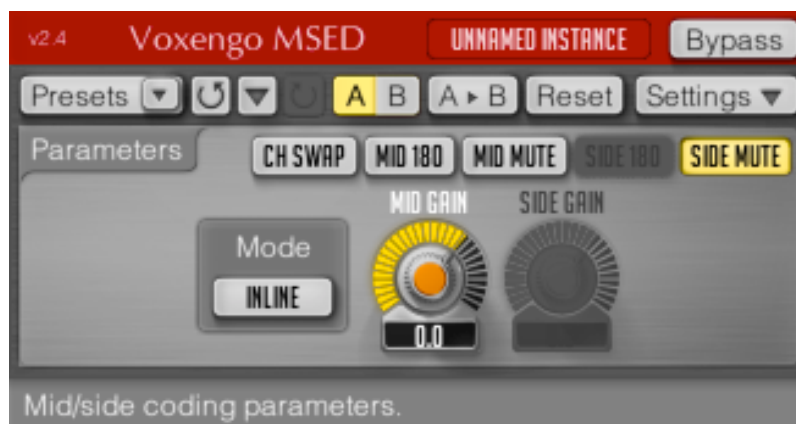 v2.4 Voxengo MSED UNNAMED INSTANCE Bypass
Presets A B A ▸ B Reset Settings
Parameters CH SWAP MID 180 MID MUTE SIDE 180 SIDE MUTE
MID GAIN SIDE GAIN
Mode
INLINE
0.0
Mid/side coding parameters.